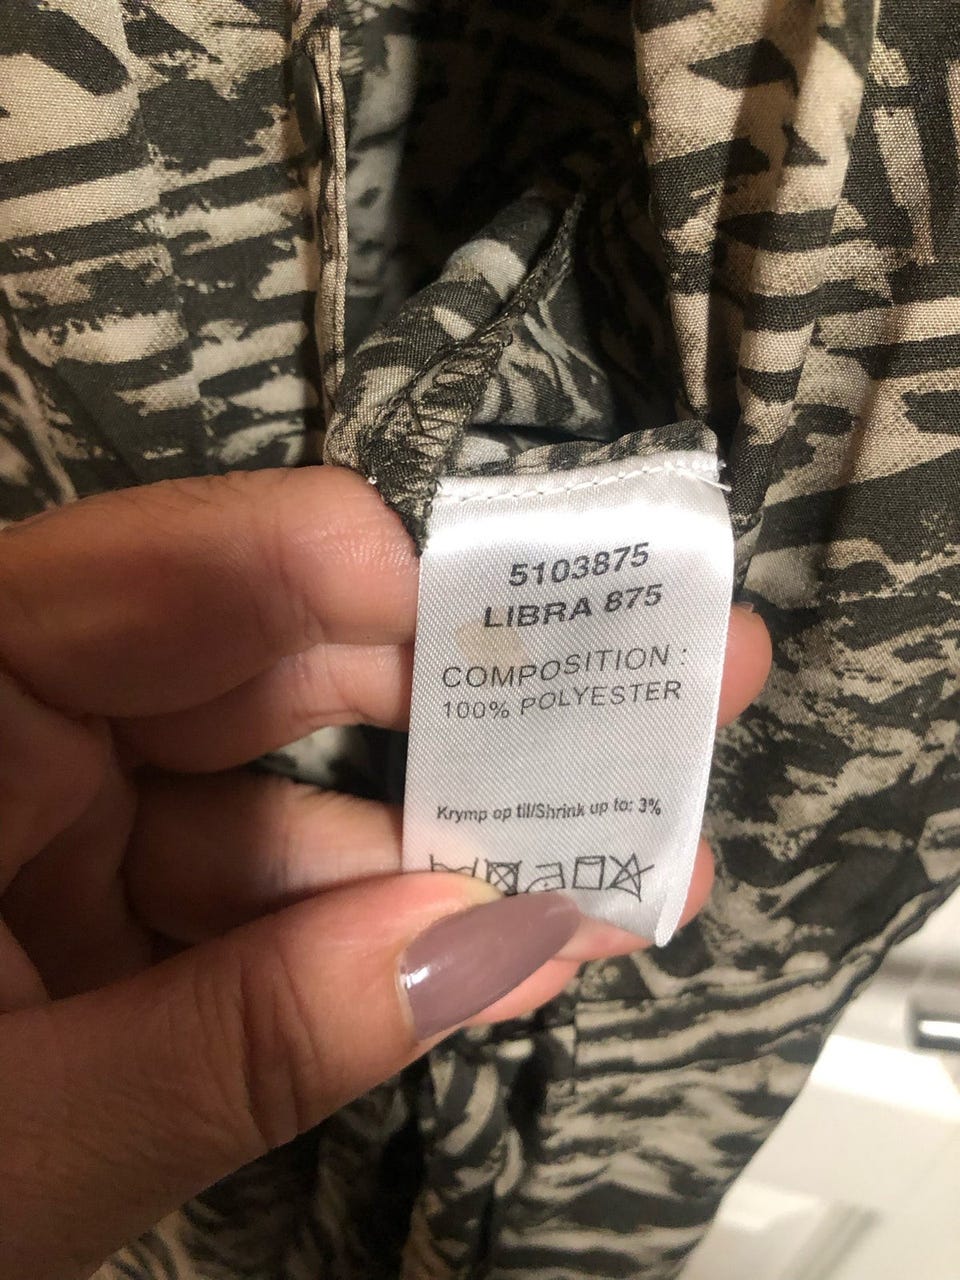 5103875
LIBRA 875
COMPOSITION :
100% POLYESTER
Krymp op til/Shrink up to: 3%